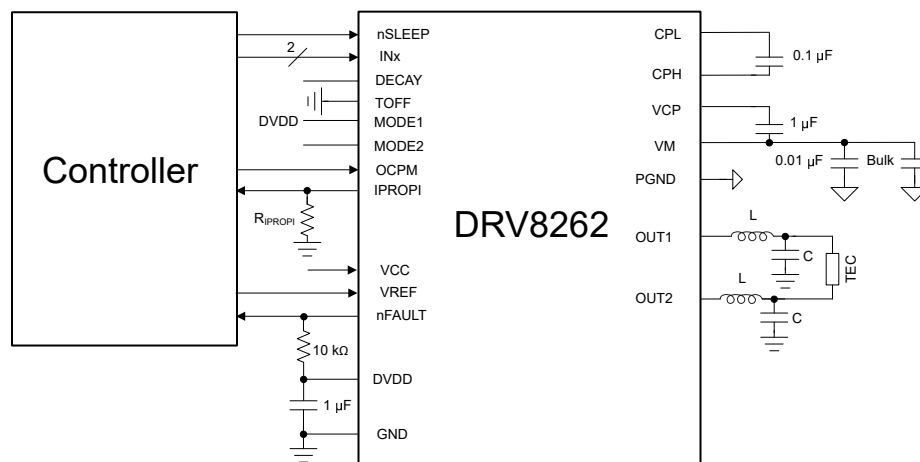 Controller
2
DVDD
R_IPROPI
10 kΩ
1 µF
nSLEEP
INx
DECAY
TOFF
MODE1
MODE2
OCPM
IPROPI
VCC
VREF
nFAULT
DVDD
GND
DRV8262
CPL
CPH
VCP
VM
PGND
OUT1
OUT2
0.1 µF
1 µF
0.01 µF
Bulk
L
C
TEC
L
C